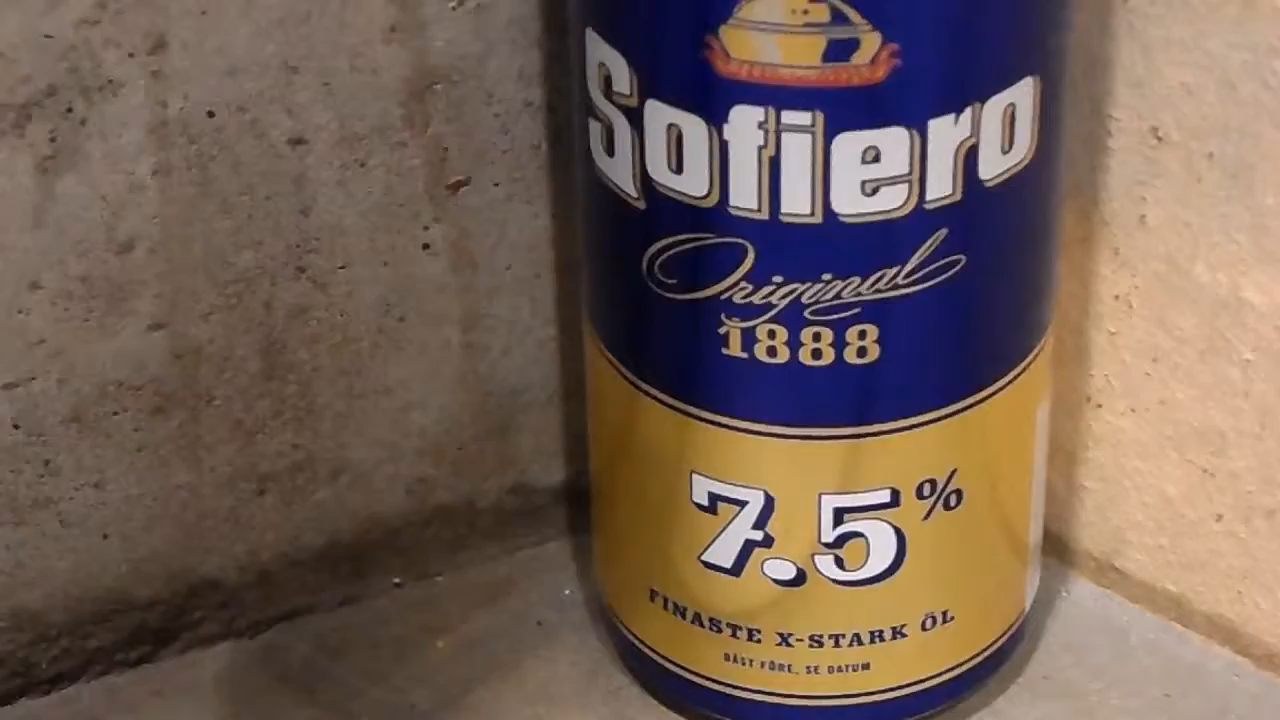 Sofiero
Original
1888
7.5%
FINASTE X-STARK ÖL
BÄST FÖRE, SE DATUM